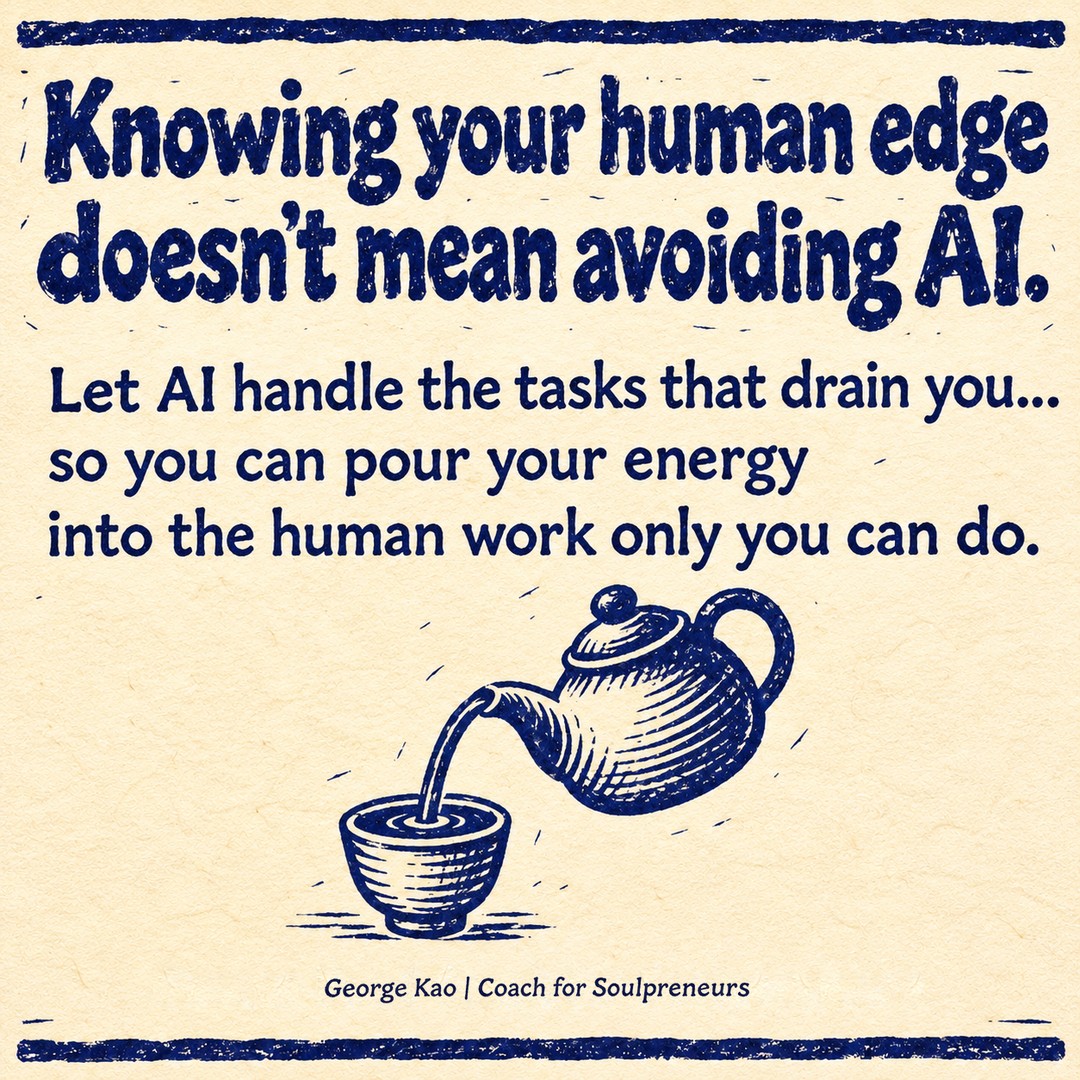 Knowing your human edge
doesn't mean avoiding AI.
Let AI handle the tasks that drain you...
so you can pour your energy
into the human work only you can do.
George Kao | Coach for Soulpreneurs